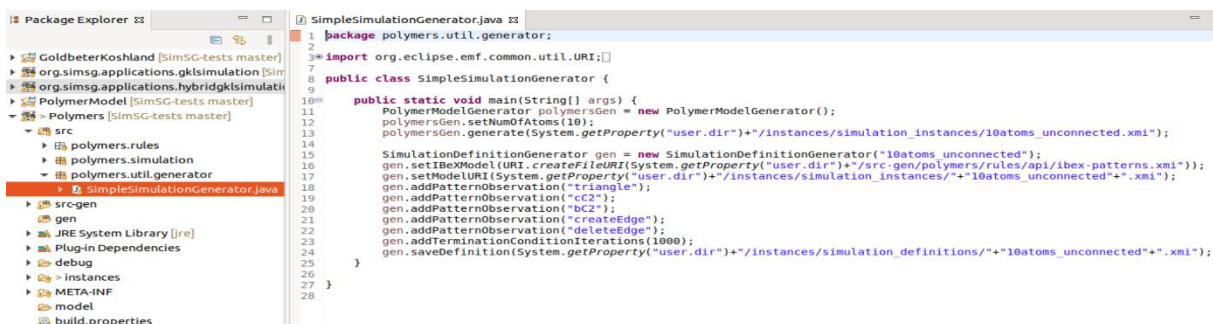 Package Explorer
GoldbeterKoshland [SimSG-tests master]
org.simsg.applications.gklsimulation [Sim
org.simsg.applications.hybridgklsimulati
PolymerModel [SimSG-tests master]
> Polymers [SimSG-tests master]
src
polymers.rules
polymers.simulation
polymers.util.generator
SimpleSimulationGenerator.java
src-gen
gen
JRE System Library [jre]
Plug-in Dependencies
debug
> instances
META-INF
model
build.properties
SimpleSimulationGenerator.java
1 package polymers.util.generator;
2
3 import org.eclipse.emf.common.util.URI;
7
8 public class SimpleSimulationGenerator {
9
10 public static void main(String[] args) {
11 PolymerModelGenerator polymersGen = new PolymerModelGenerator();
12 polymersGen.setNumOfAtoms(10);
13 polymersGen.generate(System.getProperty("user.dir")+"/instances/simulation_instances/10atoms_unconnected.xmi");
14
15 SimulationDefinitionGenerator gen = new SimulationDefinitionGenerator("10atoms_unconnected");
16 gen.setIBeXModel(URI.createFileURI(System.getProperty("user.dir")+"/src-gen/polymers/rules/api/ibex-patterns.xmi"));
17 gen.setModelURI(System.getProperty("user.dir")+"/instances/simulation_instances/"+"10atoms_unconnected"+".xmi");
18 gen.addPatternObservation("triangle");
19 gen.addPatternObservation("cC2");
20 gen.addPatternObservation("bC2");
21 gen.addPatternObservation("createEdge");
22 gen.addPatternObservation("deleteEdge");
23 gen.addTerminationConditionIterations(1000);
24 gen.saveDefinition(System.getProperty("user.dir")+"/instances/simulation_definitions/"+"10atoms_unconnected"+".xmi");
25 }
26
27 }
28